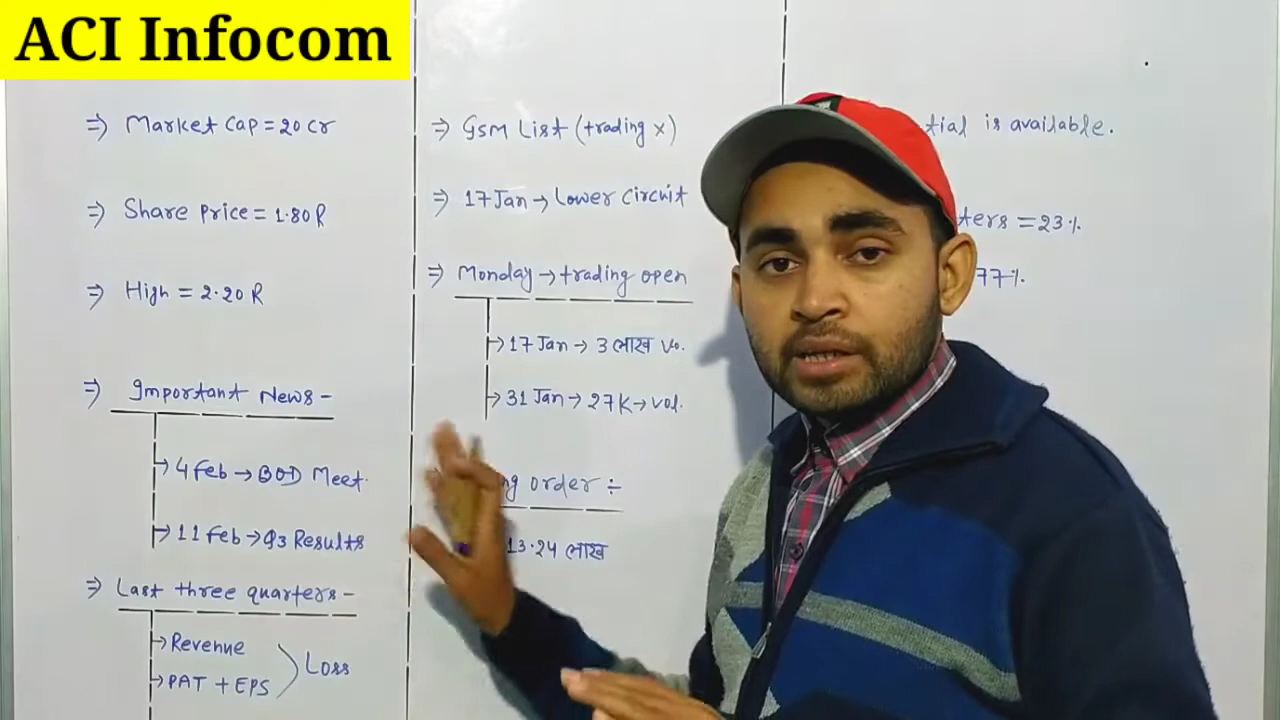 ACI Infocom
⇒ Market Cap = 20 Cr
⇒ Share Price = 1.80 R
⇒ High = 2.20 R
⇒ Important News -
→ 4 Feb → BOD Meet.
→ 11 Feb → Q3 Results
⇒ Last three quarters -
→ Revenue
→ PAT + EPS
Loss
⇒ GSM List (trading x)
⇒ 17 Jan → Lower Circuit
⇒ Monday → trading open
→ 17 Jan → 3 लाख Vo.
→ 31 Jan → 27K → Vol.
order ÷
13.24 लाख
is available.
= 23%
77%